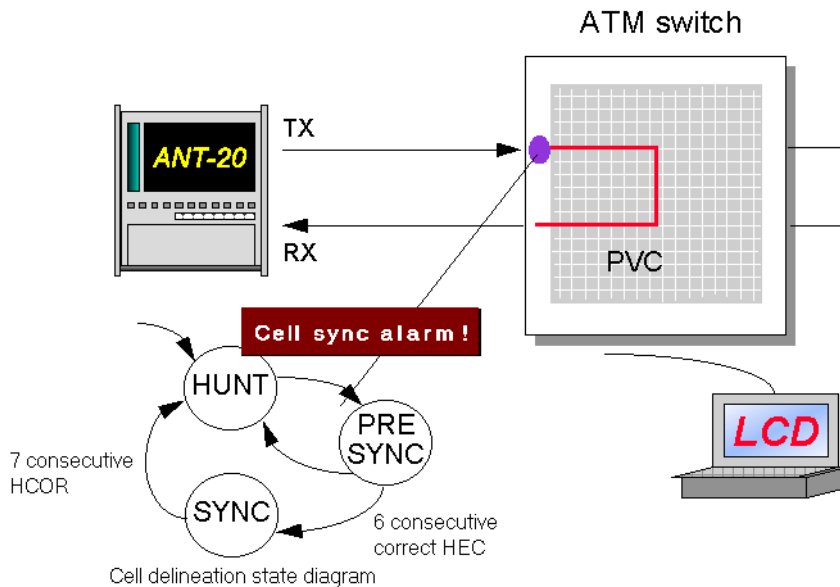 ATM switch
TX
ANT-20
RX
PVC
Cell sync alarm!
HUNT
PRE
SYNC
LCD
7 consecutive
HCOR
SYNC
6 consecutive
correct HEC
Cell delineation state diagram